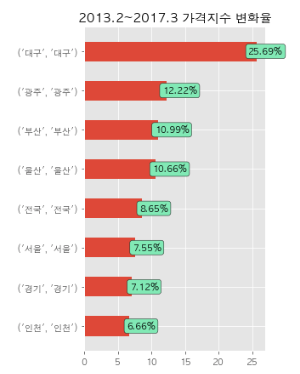 2013.2~2017.3 가격지수 변화율
('대구', '대구') 25.69%
('광주', '광주') 12.22%
('부산', '부산') 10.99%
('울산', '울산') 10.66%
('전국', '전국') 8.65%
('서울', '서울') 7.55%
('경기', '경기') 7.12%
('인천', '인천') 6.66%
0 5 10 15 20 25